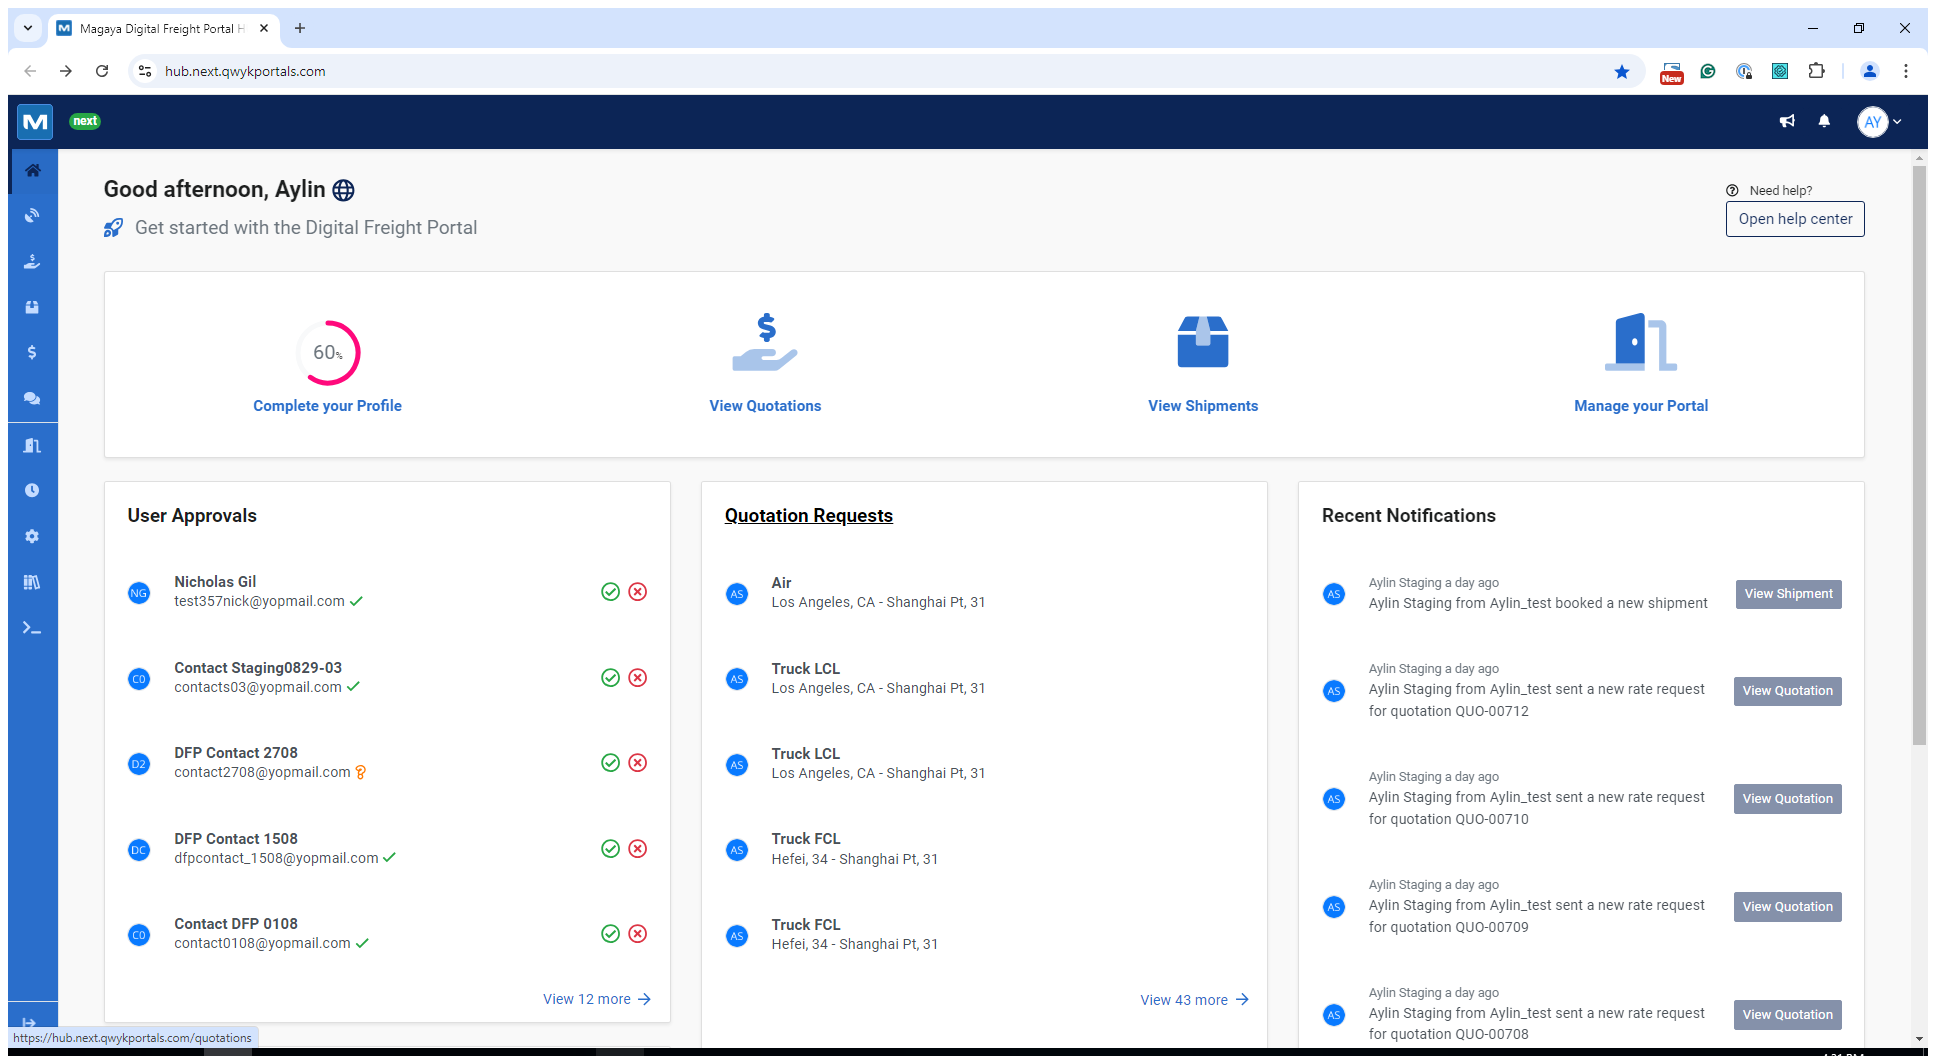 Magaya Digital Freight Portal H
hub.next.qwykportals.com
New
M
next
AY
Good afternoon, Aylin
Need help?
Get started with the Digital Freight Portal
Open help center
60%
Complete your Profile
View Quotations
View Shipments
Manage your Portal
User Approvals
NG
Nicholas Gil
test357nick@yopmail.com
C0
Contact Staging0829-03
contacts03@yopmail.com
D2
DFP Contact 2708
contact2708@yopmail.com
DC
DFP Contact 1508
dfpcontact_1508@yopmail.com
C0
Contact DFP 0108
contact0108@yopmail.com
View 12 more
Quotation Requests
AS
Air
Los Angeles, CA - Shanghai Pt, 31
AS
Truck LCL
Los Angeles, CA - Shanghai Pt, 31
AS
Truck LCL
Los Angeles, CA - Shanghai Pt, 31
AS
Truck FCL
Hefei, 34 - Shanghai Pt, 31
AS
Truck FCL
Hefei, 34 - Shanghai Pt, 31
View 43 more
Recent Notifications
AS
Aylin Staging a day ago
Aylin Staging from Aylin_test booked a new shipment
View Shipment
AS
Aylin Staging a day ago
Aylin Staging from Aylin_test sent a new rate request
for quotation QUO-00712
View Quotation
AS
Aylin Staging a day ago
Aylin Staging from Aylin_test sent a new rate request
for quotation QUO-00710
View Quotation
AS
Aylin Staging a day ago
Aylin Staging from Aylin_test sent a new rate request
for quotation QUO-00709
View Quotation
AS
Aylin Staging a day ago
Aylin Staging from Aylin_test sent a new rate request
for quotation QUO-00708
View Quotation
https://hub.next.qwykportals.com/quotations